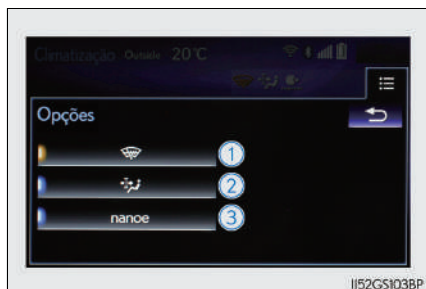 Climatização Outside 20°C
Opções
1
2
nanoe 3
II52GS103BP